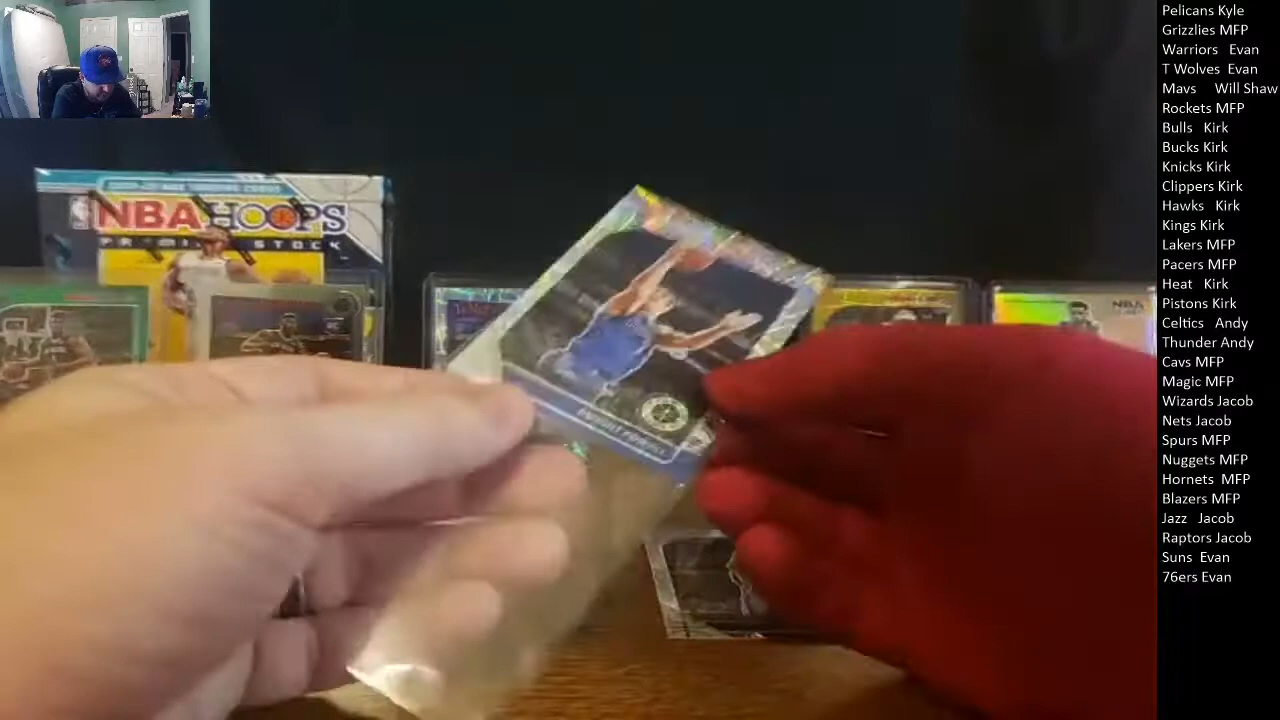 Pelicans Kyle
Grizzlies MFP
Warriors Evan
T Wolves Evan
Mavs Will Shaw
Rockets MFP
Bulls Kirk
Bucks Kirk
Knicks Kirk
Clippers Kirk
Hawks Kirk
Kings Kirk
Lakers MFP
Pacers MFP
Heat Kirk
Pistons Kirk
Celtics Andy
Thunder Andy
Cavs MFP
Magic MFP
Wizards Jacob
Nets Jacob
Spurs MFP
Nuggets MFP
Hornets MFP
Blazers MFP
Jazz Jacob
Raptors Jacob
Suns Evan
76ers Evan
NBA HOOPS
PREMIUM STOCK
DWIGHT POWELL
NBA